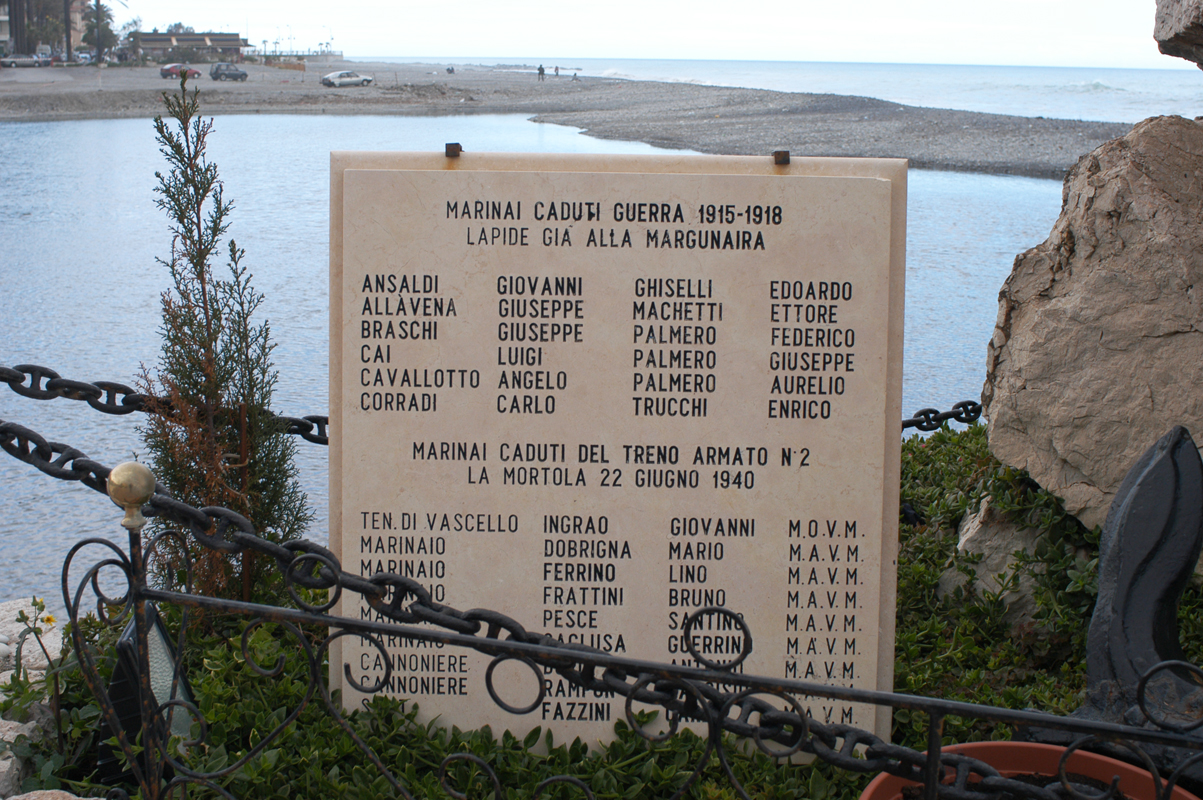 MARINAI CADUTI GUERRA 1915-1918
LAPIDE GIÀ ALLA MARGUNAIRA
ANSALDI GIOVANNI GHISELLI EDOARDO
ALLÀVENA GIUSEPPE MACHETTI ETTORE
BRASCHI GIUSEPPE PALMERO FEDERICO
CAI LUIGI PALMERO GIUSEPPE
CAVALLOTTO ANGELO PALMERO AURELIO
CORRADI CARLO TRUCCHI ENRICO
MARINAI CADUTI DEL TRENO ARMATO N°2
LA MORTOLA 22 GIUGNO 1940
TEN. DI VASCELLO INGRAO GIOVANNI M.O.V.M.
MARINAIO DOBRIGNA MARIO M.A.V.M.
MARINAIO FERRINO LINO M.A.V.M.
MARINAIO FRATTINI BRUNO M.A.V.M.
PESCE SANTINO M.A.V.M.
MARINAIO GUERRINO M.A.V.M.
CANNONIERE M.A.V.M.
CANNONIERE
FAZZINI M.A.V.M.